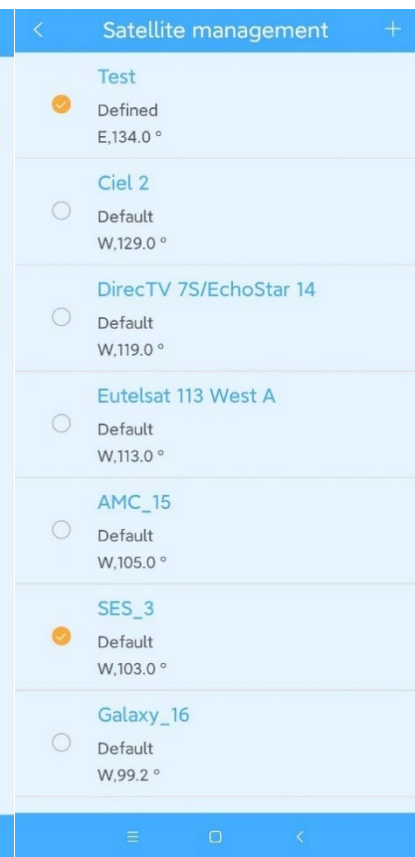 Satellite management
Test
Defined
E,134.0 °
Ciel 2
Default
W,129.0 °
DirecTV 7S/EchoStar 14
Default
W,119.0 °
Eutelsat 113 West A
Default
W,113.0 °
AMC_15
Default
W,105.0 °
SES_3
Default
W,103.0 °
Galaxy_16
Default
W,99.2 °